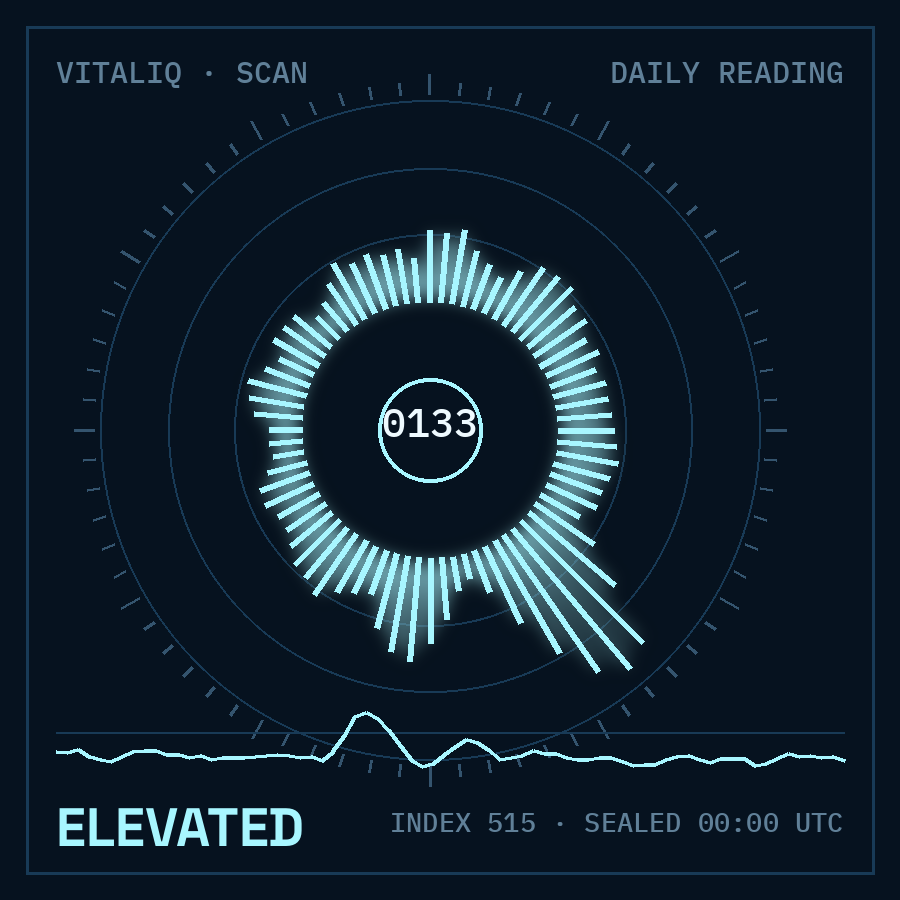 VITALIQ · SCAN
DAILY READING
0133
ELEVATED
INDEX 515 · SEALED 00:00 UTC